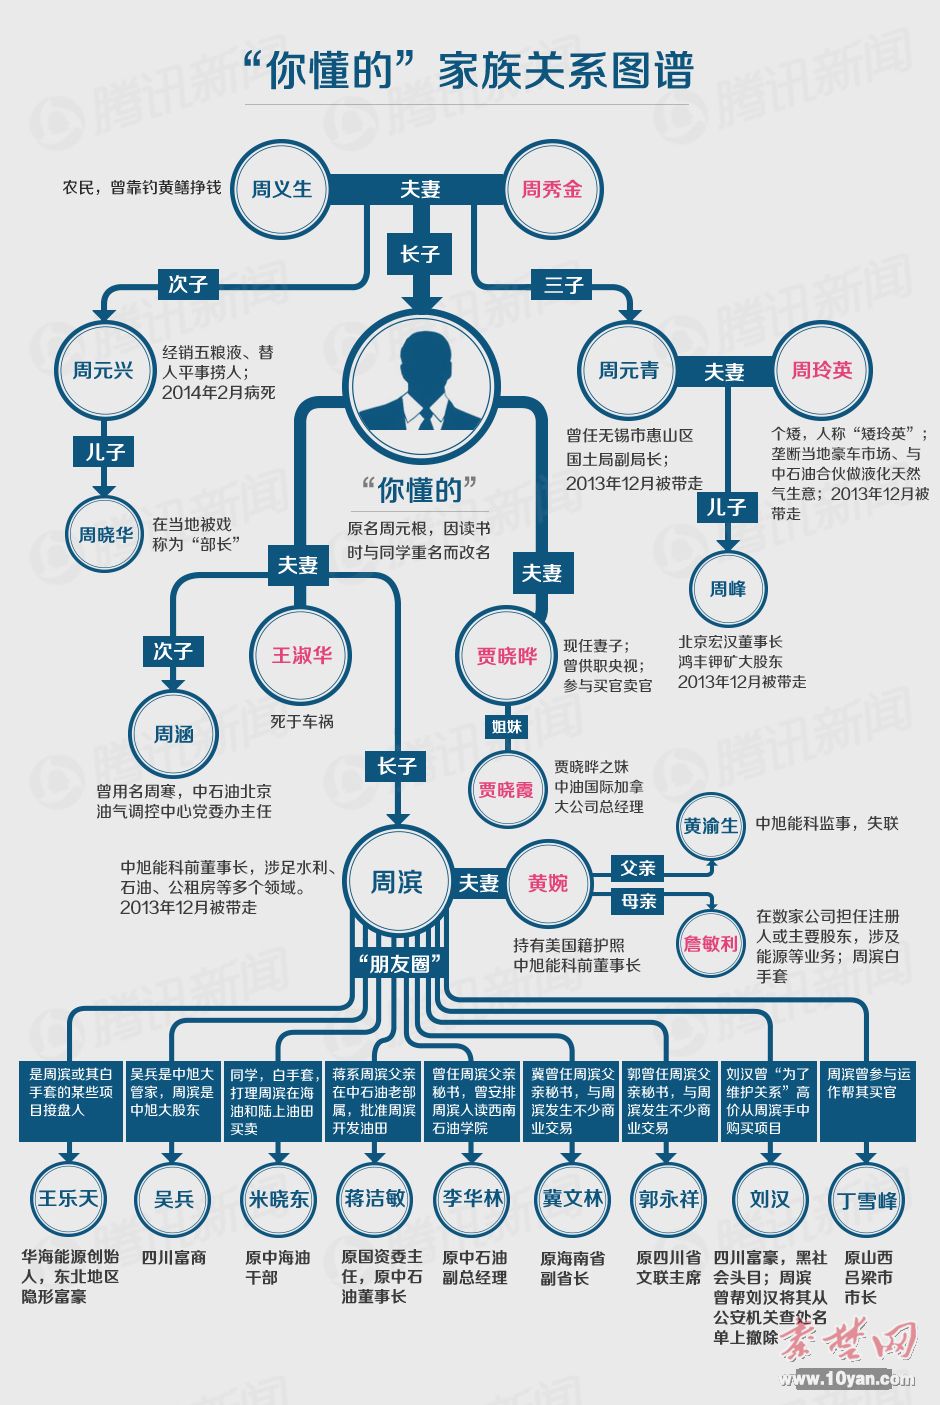 “你懂的”家族关系图谱
农民，曾靠钓黄鳝挣钱
周义生
夫妻
周秀金
长子
次子
三子
周元兴
经销五粮液、替
人平事捞人；
2014年2月病死
儿子
周晓华
在当地被戏
称为“部长”
“你懂的”
原名周元根，因读书
时与同学重名而改名
周元青
夫妻
周玲英
曾任无锡市惠山区
国土局副局长；
2013年12月被带走
个矮，人称“矮玲英”；
垄断当地豪车市场、与
中石油合伙做液化天然
气生意；2013年12月被
带走
儿子
周峰
北京宏汉董事长
鸿丰钾矿大股东
2013年12月被带走
夫妻
王淑华
死于车祸
夫妻
贾晓晔
现任妻子；
曾供职央视；
参与买官卖官
姐妹
贾晓霞
贾晓晔之妹
中油国际加拿
大公司总经理
次子
周涵
曾用名周寒，中石油北京
油气调控中心党委办主任
长子
周滨
中旭能科前董事长，涉足水利、
石油、公租房等多个领域。
2013年12月被带走
夫妻
黄婉
持有美国籍护照
中旭能科前董事长
父亲
黄渝生
中旭能科监事，失联
母亲
詹敏利
在数家公司担任注册
人或主要股东，涉及
能源等业务；周滨白
手套
“朋友圈”
是周滨或其白
手套的某些项
目接盘人
王乐天
华海能源创始
人，东北地区
隐形富豪
吴兵是中旭大
管家，周滨是
中旭大股东
吴兵
四川富商
同学，白手套，
打理周滨在海
油和陆上油田
买卖
米晓东
原中海油
干部
蒋系周滨父亲
在中石油老部
属，批准周滨
开发油田
蒋洁敏
原国资委主
任，原中石
油董事长
曾任周滨父亲
秘书，曾安排
周滨人读西南
石油学院
李华林
原中石油
副总经理
冀曾任周滨父
亲秘书，与周
滨发生不少商
业交易
冀文林
原海南省
副省长
郭曾任周滨父
亲秘书，与周
滨发生不少商
业交易
郭永祥
原四川省
文联主席
刘汉曾“为了
维护关系”高
价从周滨手中
购买项目
刘汉
四川富豪，黑社
会头目；周滨
曾帮刘汉将其从
公安机关查处名
单上撤除
周滨曾参与运
作帮其买官
丁雪峰
原山西
吕梁市
市长
秦楚网
www.10yan.com
腾讯新闻